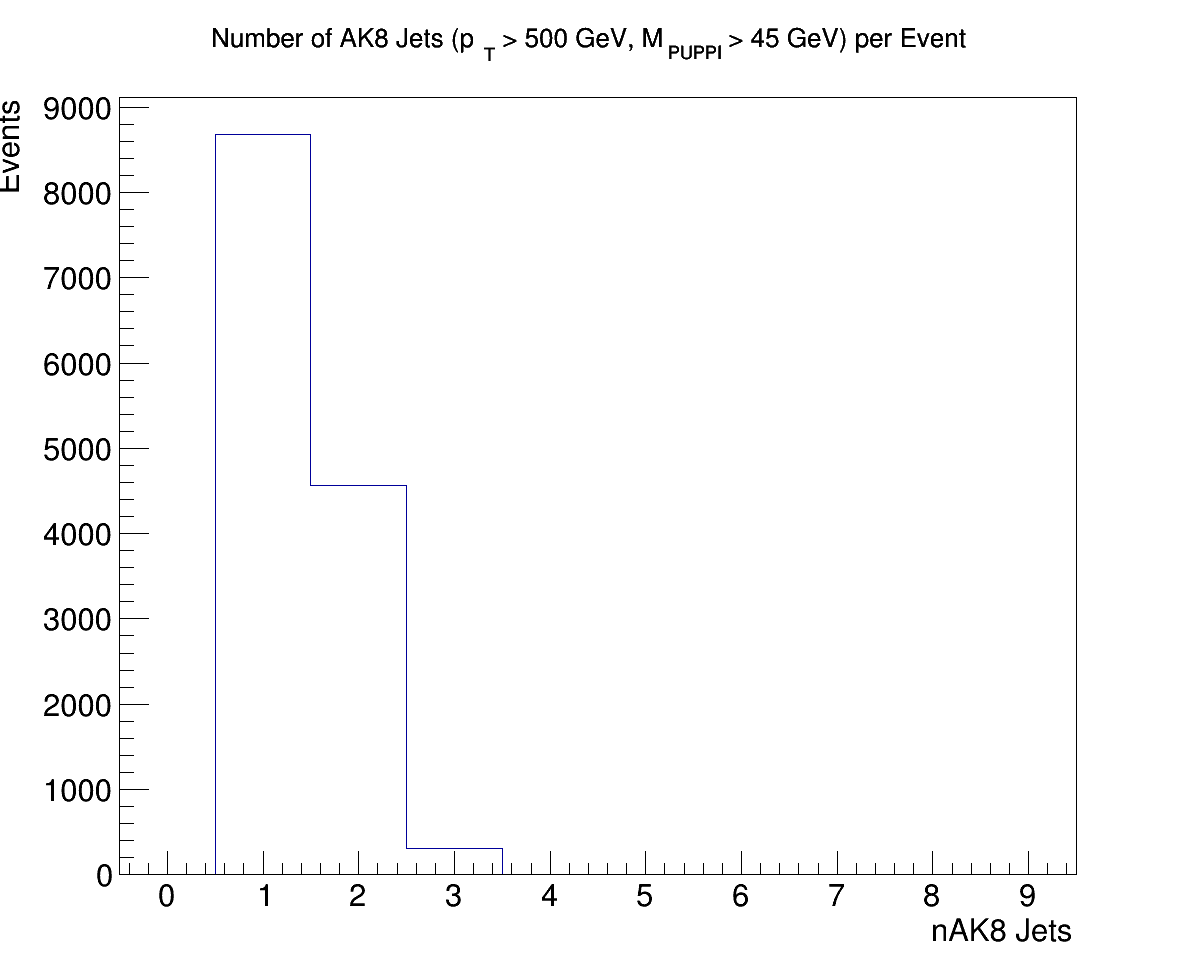 Number of AK8 Jets (p T > 500 GeV, M PUPPI > 45 GeV) per Event
Events
9000
8000
7000
6000
5000
4000
3000
2000
1000
0
0 1 2 3 4 5 6 7 8 9
nAK8 Jets